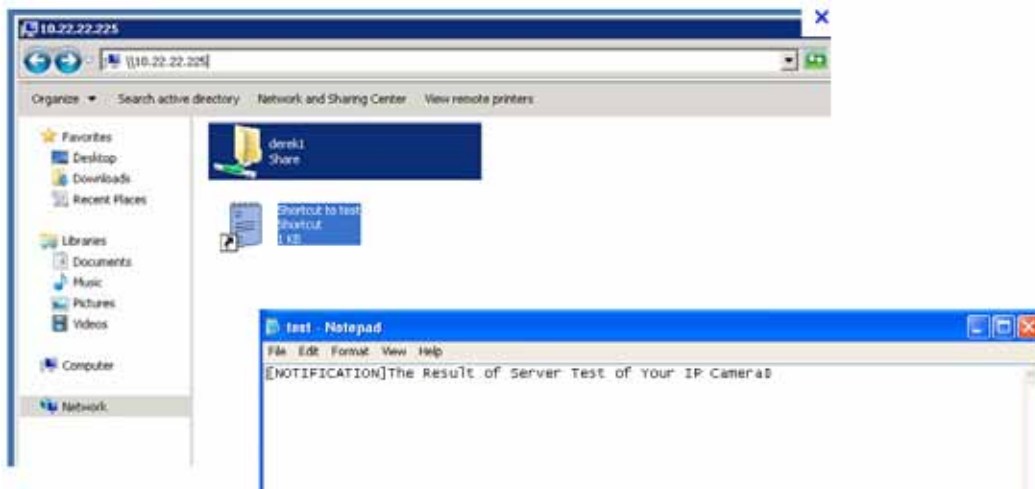 10.22.22.225
\\10.22.22.225
Organize Search active directory Network and Sharing Center View remote printers
Favorites
Desktop
Downloads
Recent Places
Libraries
Documents
Music
Pictures
Videos
Computer
Network
derek1
Share
Shortcut to test
Shortcut
1 KB
test - Notepad
File Edit Format View Help
[NOTIFICATION]The Result of Server Test of Your IP Camera